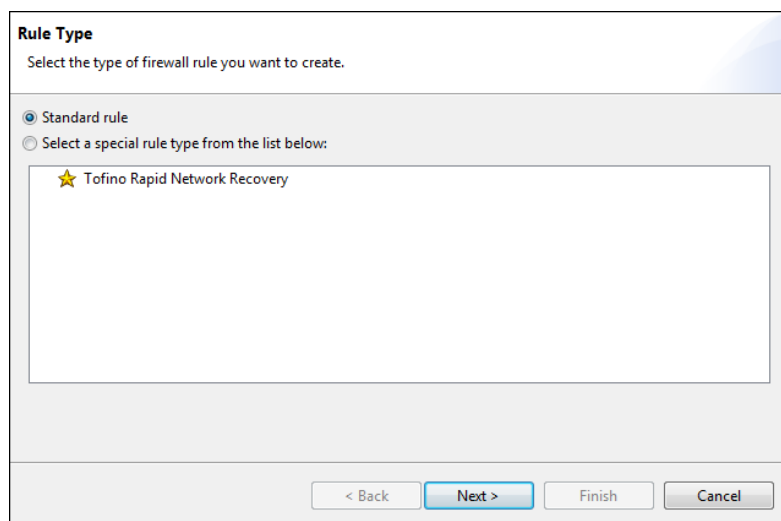 Rule Type
Select the type of firewall rule you want to create.
Standard rule
Select a special rule type from the list below:
Tofino Rapid Network Recovery
< Back Next > Finish Cancel